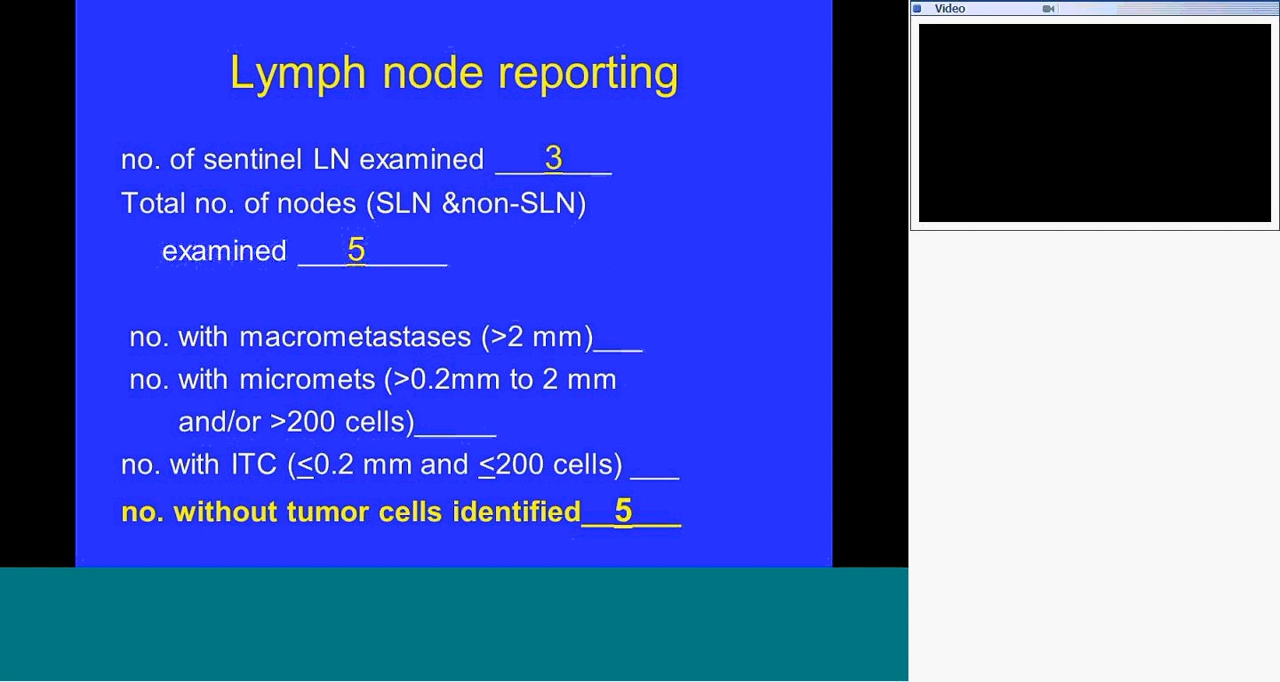 Video
Lymph node reporting
no. of sentinel LN examined ___3___
Total no. of nodes (SLN &non-SLN)
examined ___5_____
no. with macrometastases (>2 mm)___
no. with micromets (>0.2mm to 2 mm
and/or >200 cells)_____
no. with ITC (<0.2 mm and <200 cells) ___
no. without tumor cells identified__5___